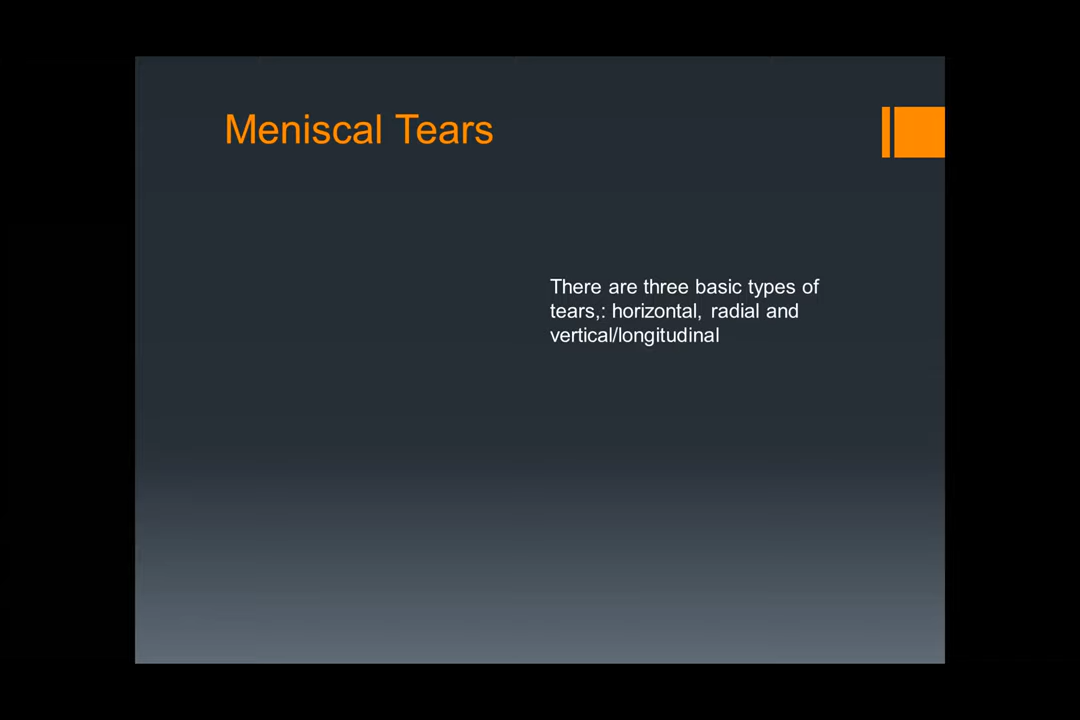 Meniscal Tears
There are three basic types of
tears,: horizontal, radial and
vertical/longitudinal